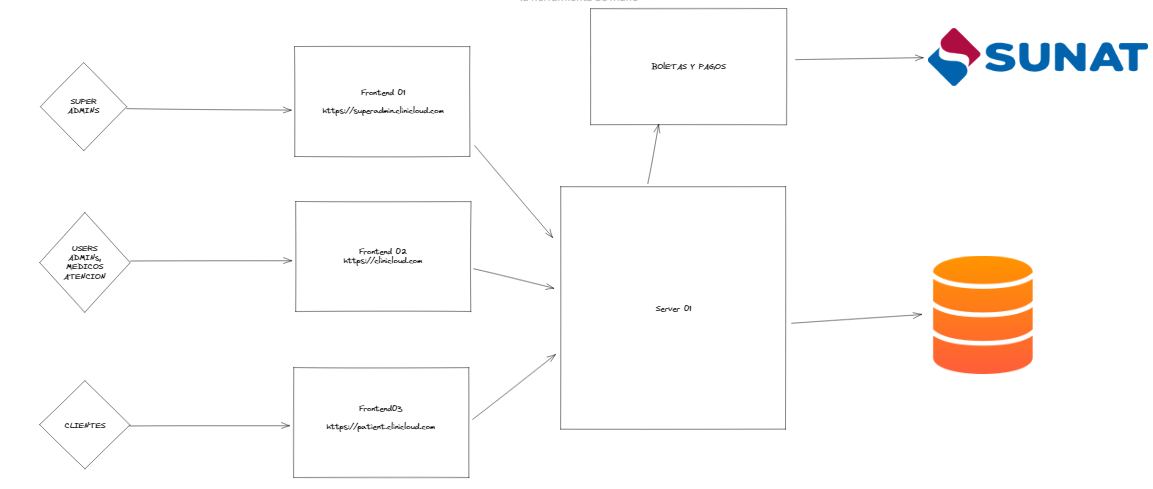 BOlETAS Y PAGOS
SUNAT
SUPER
ADMINS
Frontend 01
https://superadmin.clinicloud.com
USERS
ADMINS,
MEDICOS
ATENCION
Frontend 02
https://clinicloud.com
Server 01
CLIENTES
Frontend03
https://patient.clinicloud.com